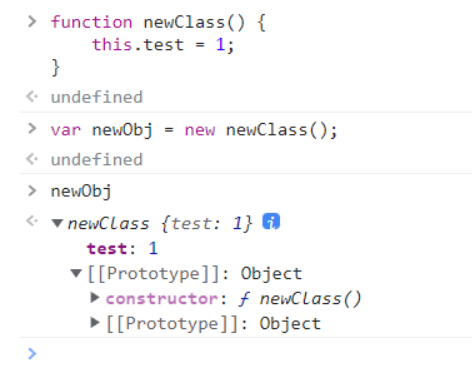 > function newClass() {
this.test = 1;
}
<· undefined
> var newObj = new newClass();
<· undefined
> newObj
<· ▼newClass {test: 1} i
test: 1
▼[[Prototype]]: Object
▶constructor: ƒ newClass()
▶[[Prototype]]: Object
>